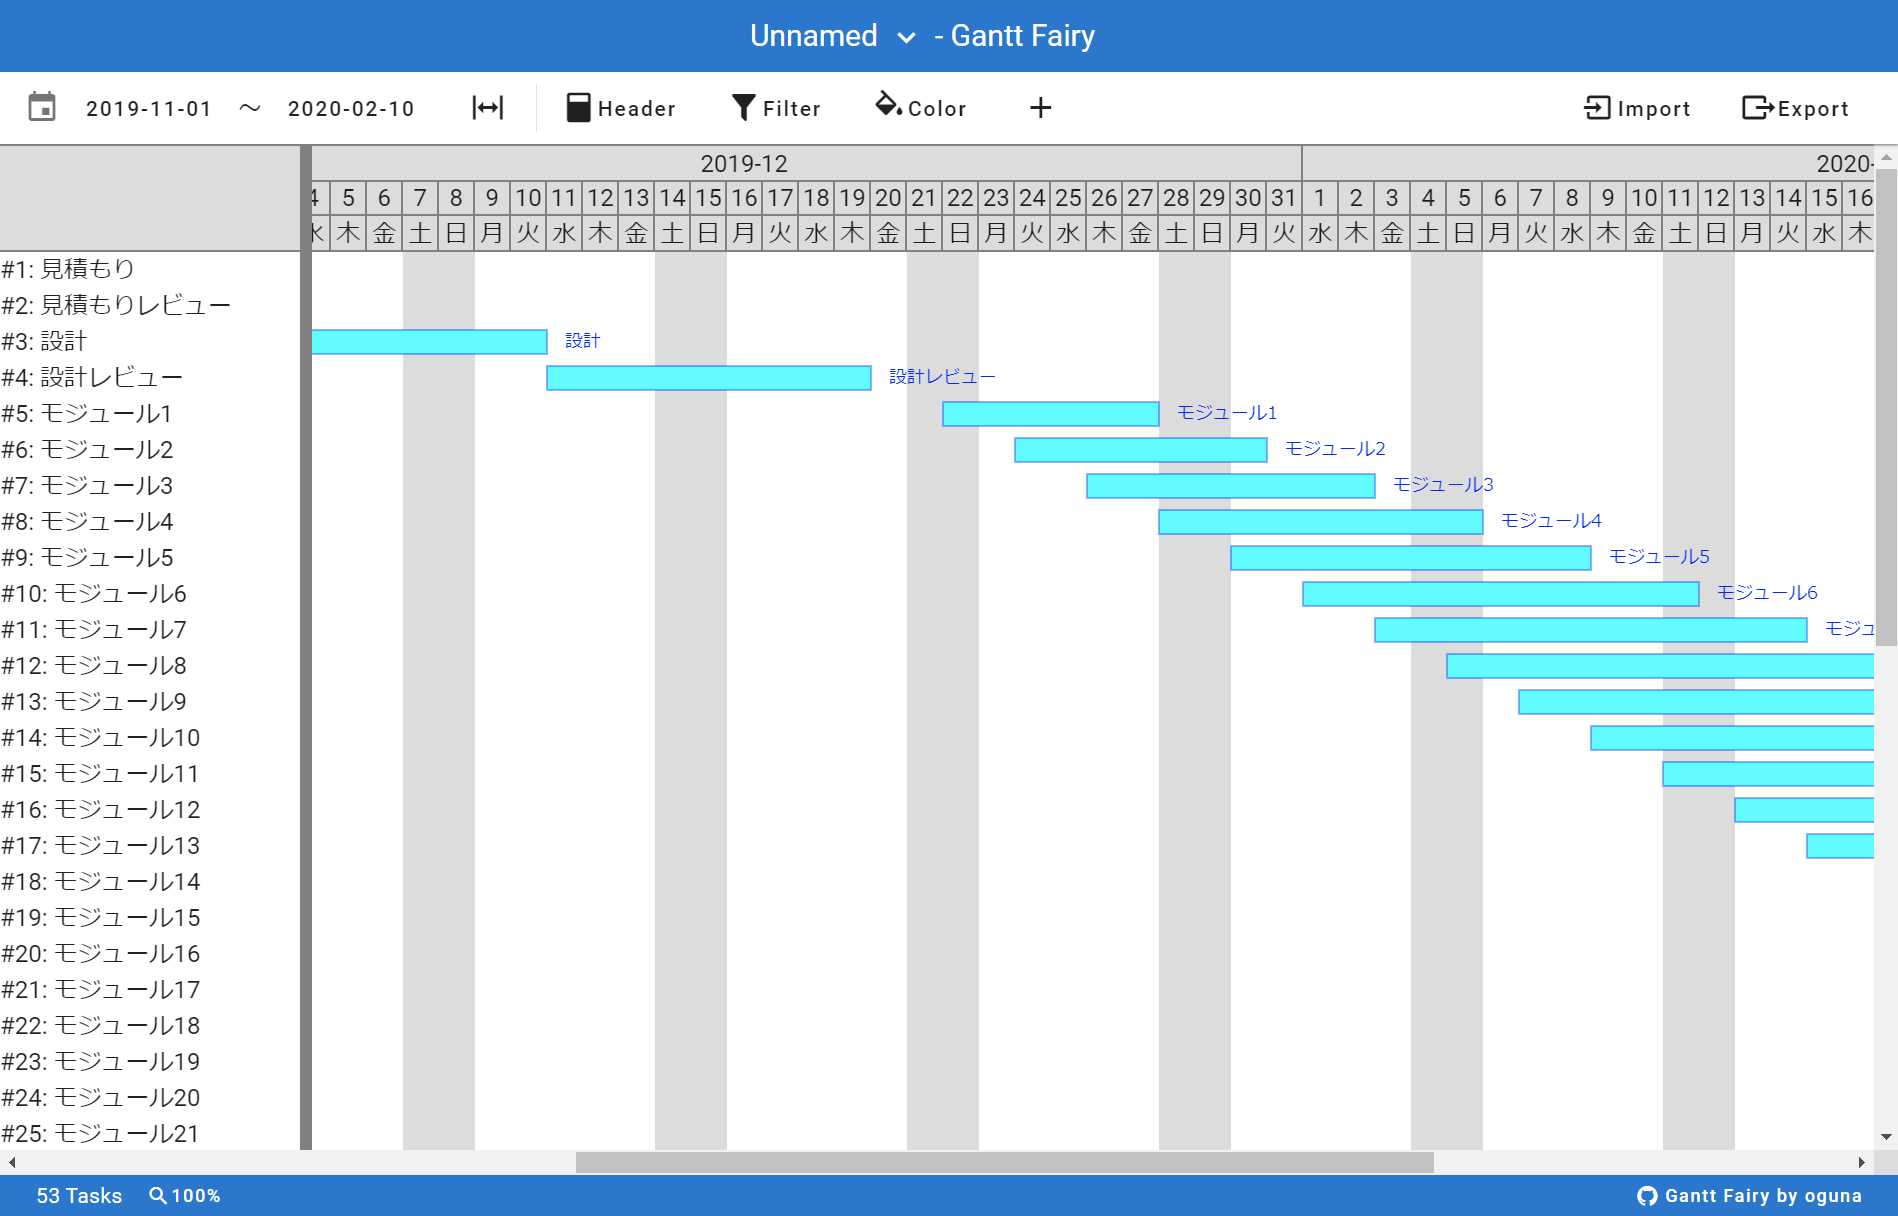 Unnamed - Gantt Fairy
2019-11-01 ～ 2020-02-10 Header Filter Color + Import Export
2019-12 2020-
4 5 6 7 8 9 10 11 12 13 14 15 16 17 18 19 20 21 22 23 24 25 26 27 28 29 30 31 1 2 3 4 5 6 7 8 9 10 11 12 13 14 15 16
水 木 金 土 日 月 火 水 木 金 土 日 月 火 水 木 金 土 日 月 火 水 木 金 土 日 月 火 水 木 金 土 日 月 火 水 木 金 土 日 月 火 水 木
#1: 見積もり
#2: 見積もりレビュー
#3: 設計 設計
#4: 設計レビュー 設計レビュー
#5: モジュール1 モジュール1
#6: モジュール2 モジュール2
#7: モジュール3 モジュール3
#8: モジュール4 モジュール4
#9: モジュール5 モジュール5
#10: モジュール6 モジュール6
#11: モジュール7 モジュ
#12: モジュール8
#13: モジュール9
#14: モジュール10
#15: モジュール11
#16: モジュール12
#17: モジュール13
#18: モジュール14
#19: モジュール15
#20: モジュール16
#21: モジュール17
#22: モジュール18
#23: モジュール19
#24: モジュール20
#25: モジュール21
53 Tasks 100% Gantt Fairy by oguna